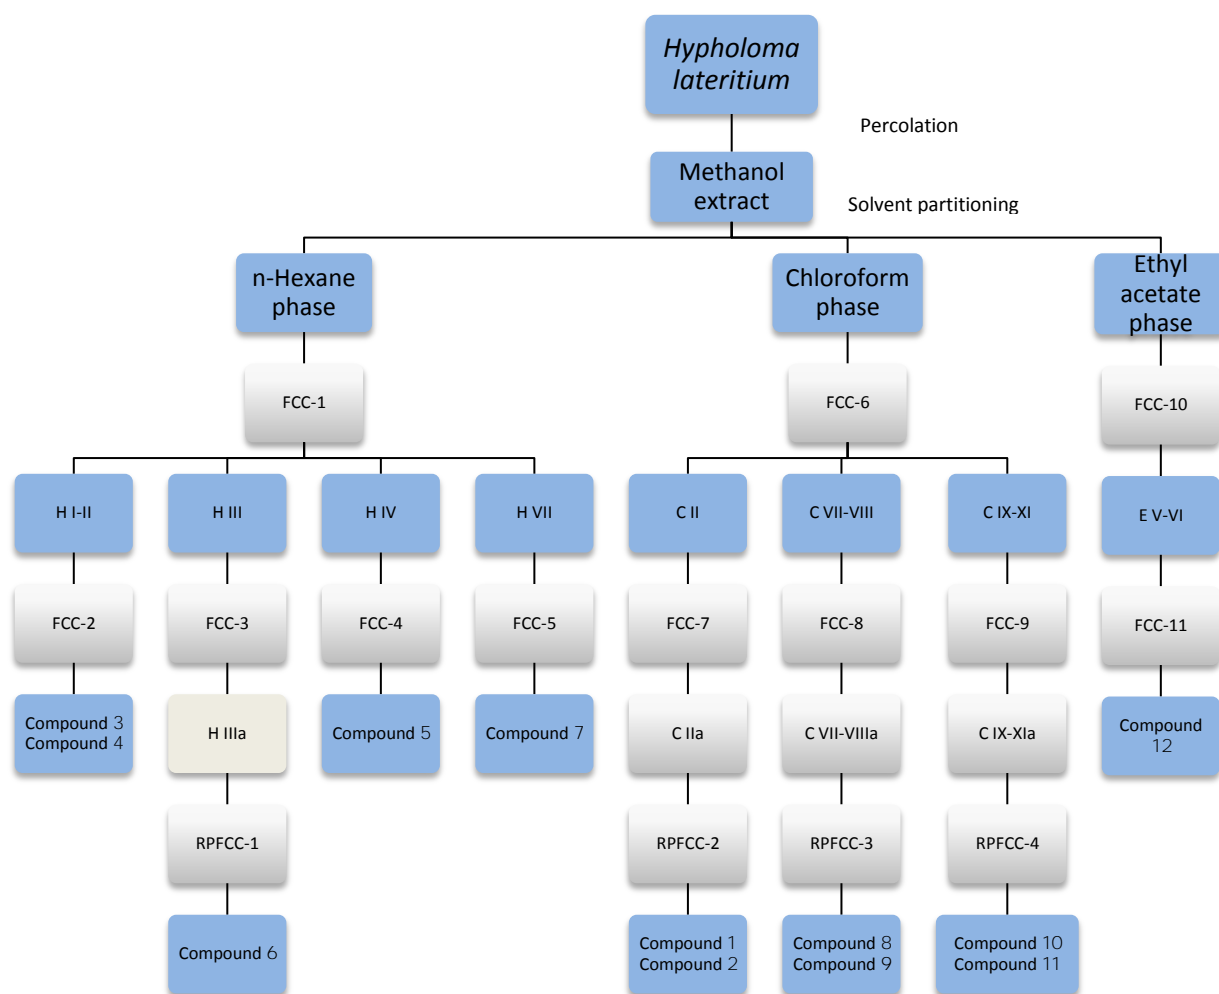 Hypholoma
lateritium
Percolation
Methanol
extract
Solvent partitioning
n-Hexane
phase
Chloroform
phase
Ethyl
acetate
phase
FCC-1
FCC-6
FCC-10
H I-II
H III
H IV
H VII
C II
C VII-VIII
C IX-XI
E V-VI
FCC-2
FCC-3
FCC-4
FCC-5
FCC-7
FCC-8
FCC-9
FCC-11
Compound 3
Compound 4
H IIIa
Compound 5
Compound 7
C IIa
C VII-VIIIa
C IX-XIa
Compound
12
RPFCC-1
RPFCC-2
RPFCC-3
RPFCC-4
Compound 6
Compound 1
Compound 2
Compound 8
Compound 9
Compound 10
Compound 11